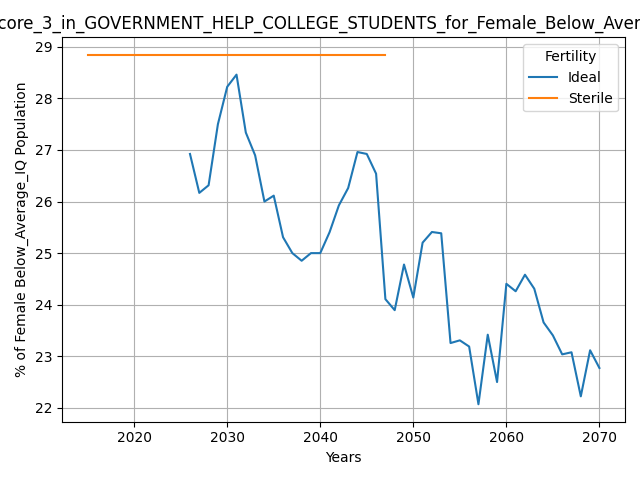 core_3_in_GOVERNMENT_HELP_COLLEGE_STUDENTS_for_Female_Below_Aver
29
28
27
26
25
24
23
22
% of Female Below_Average_IQ Population
Fertility
Ideal
Sterile
2020 2030 2040 2050 2060 2070
Years